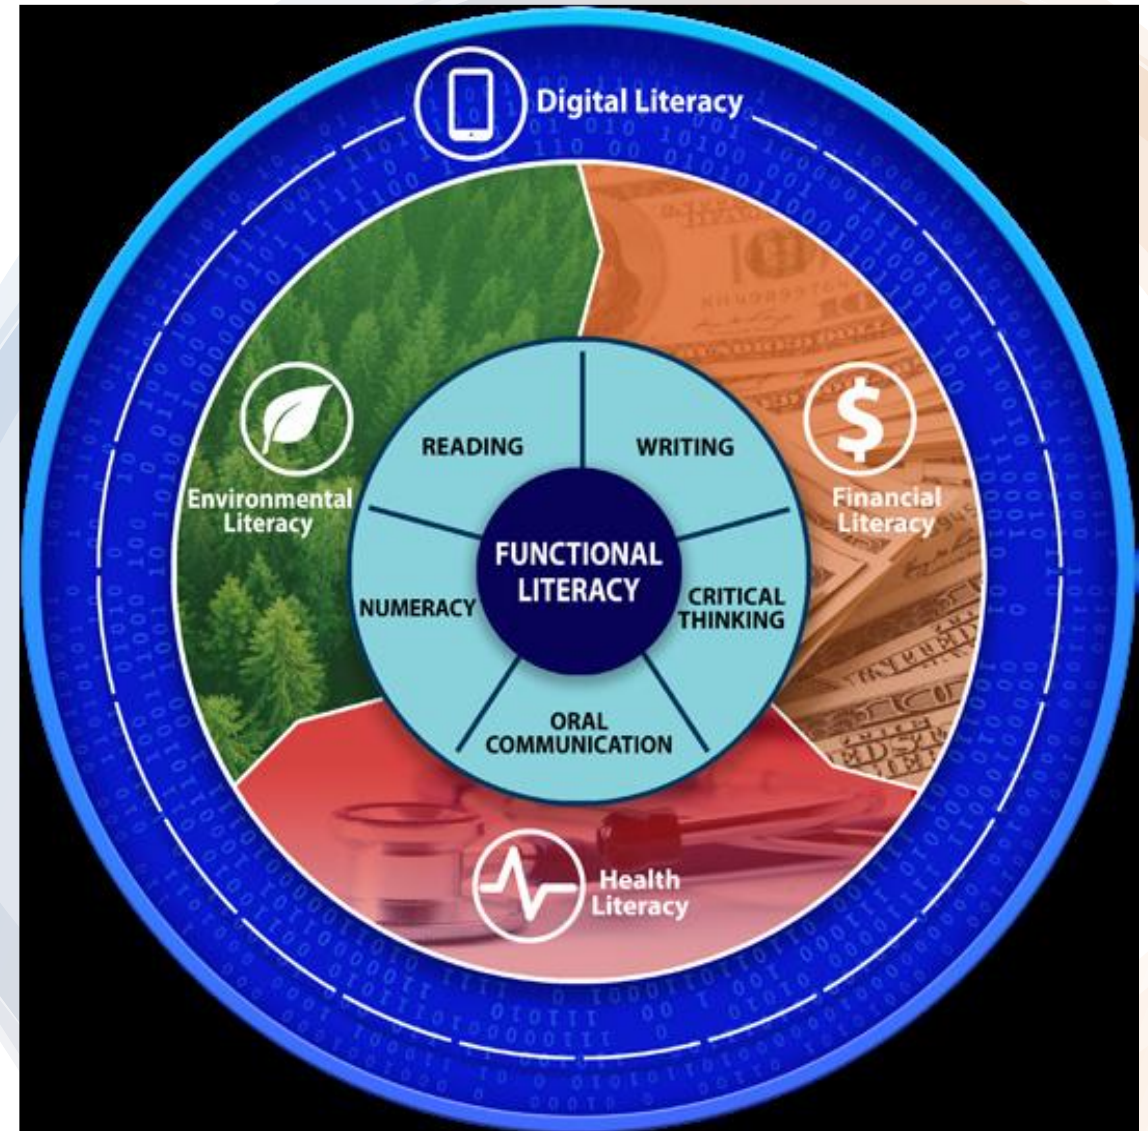 Digital Literacy
Environmental
Literacy
Financial
Literacy
READING
WRITING
FUNCTIONAL
LITERACY
NUMERACY
CRITICAL
THINKING
ORAL
COMMUNICATION
Health
Literacy